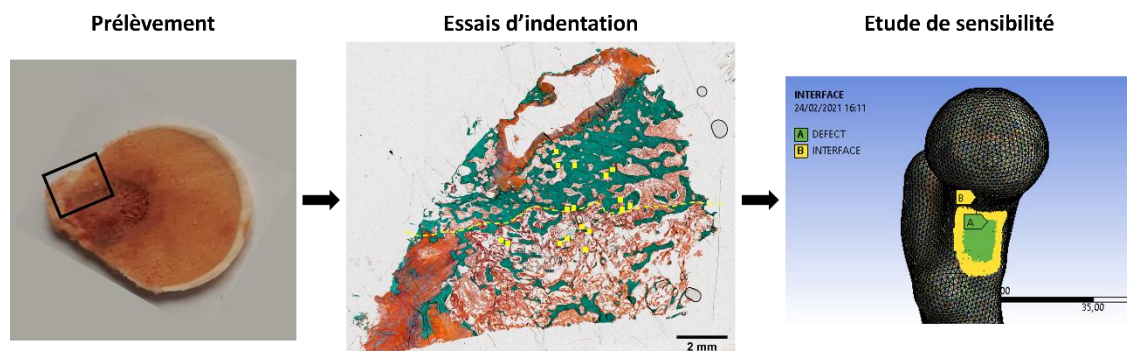 Prélèvement
Essais d’indentation
Etude de sensibilité
INTERFACE
24/02/2021 16:11
A DEFECT
B INTERFACE
B
A
2 mm
35,00